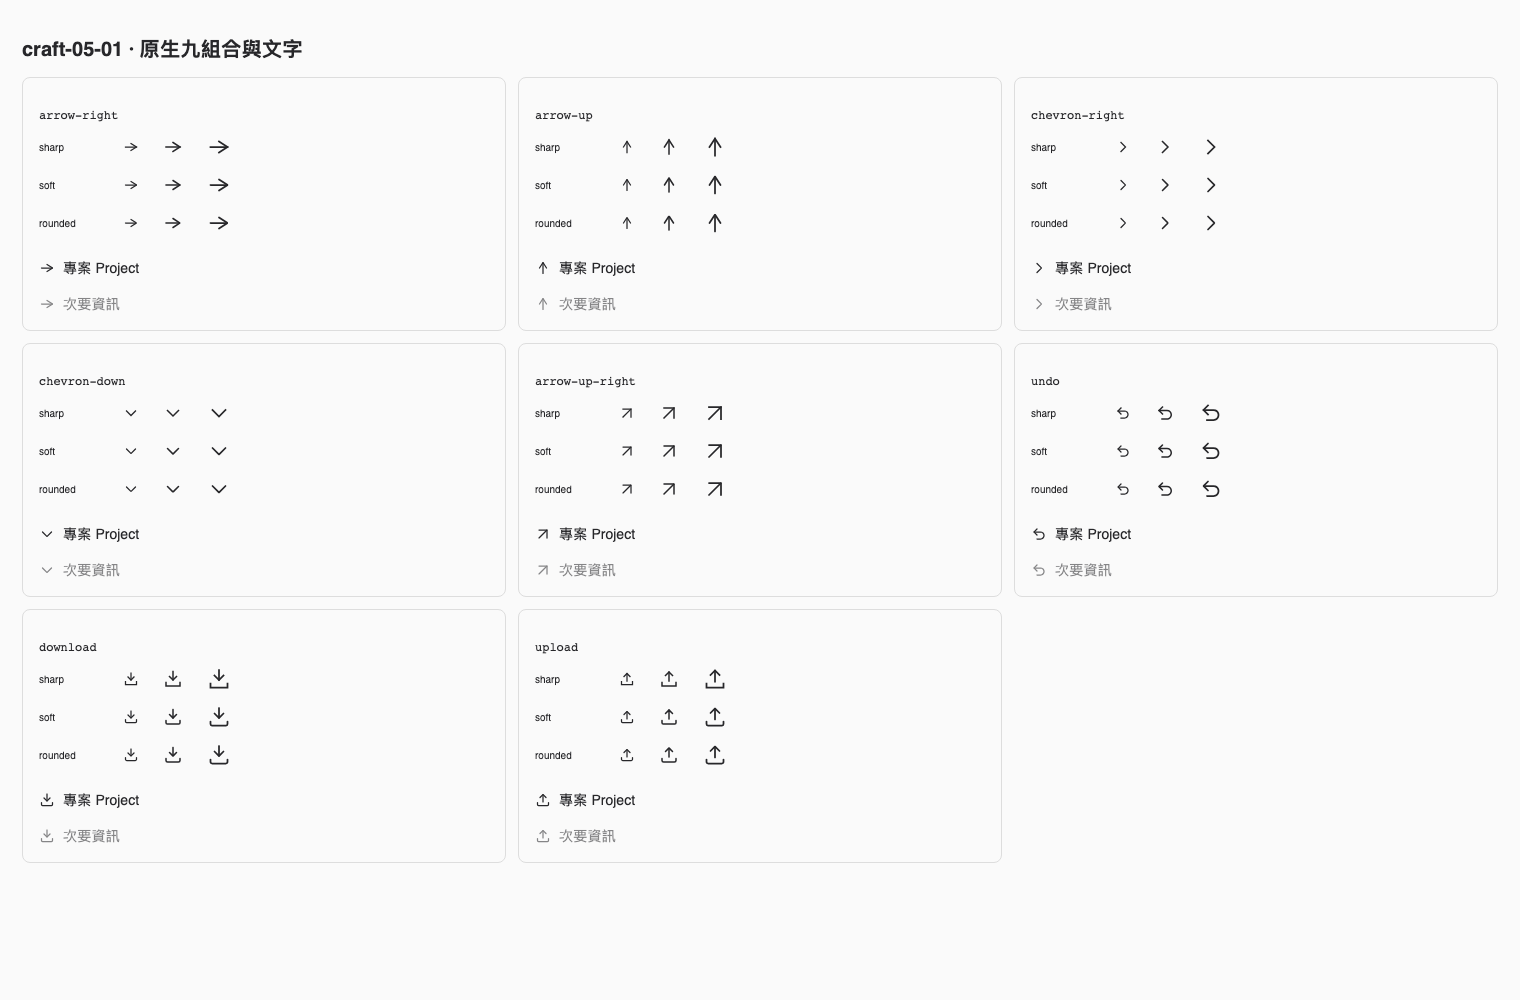 craft-05-01 · 原生九組合與文字
arrow-right
sharp
soft
rounded
專案 Project
次要資訊
arrow-up
sharp
soft
rounded
專案 Project
次要資訊
chevron-right
sharp
soft
rounded
專案 Project
次要資訊
chevron-down
sharp
soft
rounded
專案 Project
次要資訊
arrow-up-right
sharp
soft
rounded
專案 Project
次要資訊
undo
sharp
soft
rounded
專案 Project
次要資訊
download
sharp
soft
rounded
專案 Project
次要資訊
upload
sharp
soft
rounded
專案 Project
次要資訊